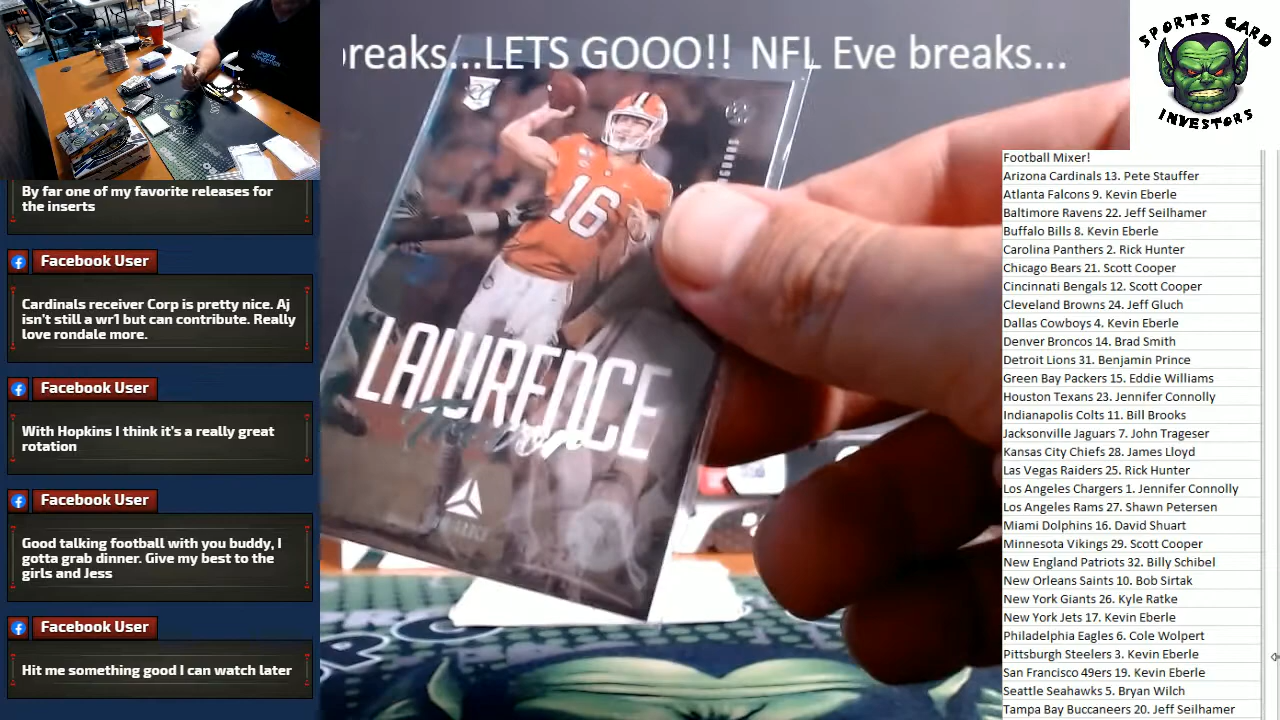 breaks...LETS GOOO!! NFL Eve breaks...
SPORTS CARD
INVESTORS
By far one of my favorite releases for
the inserts
Facebook User
Cardinals receiver Corp is pretty nice. Aj
isn't still a wr1 but can contribute. Really
love rondale more.
Facebook User
With Hopkins I think it's a really great
rotation
Facebook User
Good talking football with you buddy, I
gotta grab dinner. Give my best to the
girls and Jess
Facebook User
Hit me something good I can watch later
16
LAWRENCE
Trevor
Football Mixer!
Arizona Cardinals 13. Pete Stauffer
Atlanta Falcons 9. Kevin Eberle
Baltimore Ravens 22. Jeff Seilhamer
Buffalo Bills 8. Kevin Eberle
Carolina Panthers 2. Rick Hunter
Chicago Bears 21. Scott Cooper
Cincinnati Bengals 12. Scott Cooper
Cleveland Browns 24. Jeff Gluch
Dallas Cowboys 4. Kevin Eberle
Denver Broncos 14. Brad Smith
Detroit Lions 31. Benjamin Prince
Green Bay Packers 15. Eddie Williams
Houston Texans 23. Jennifer Connolly
Indianapolis Colts 11. Bill Brooks
Jacksonville Jaguars 7. John Trageser
Kansas City Chiefs 28. James Lloyd
Las Vegas Raiders 25. Rick Hunter
Los Angeles Chargers 1. Jennifer Connolly
Los Angeles Rams 27. Shawn Petersen
Miami Dolphins 16. David Shuart
Minnesota Vikings 29. Scott Cooper
New England Patriots 32. Billy Schibel
New Orleans Saints 10. Bob Sirtak
New York Giants 26. Kyle Ratke
New York Jets 17. Kevin Eberle
Philadelphia Eagles 6. Cole Wolpert
Pittsburgh Steelers 3. Kevin Eberle
San Francisco 49ers 19. Kevin Eberle
Seattle Seahawks 5. Bryan Wilch
Tampa Bay Buccaneers 20. Jeff Seilhamer